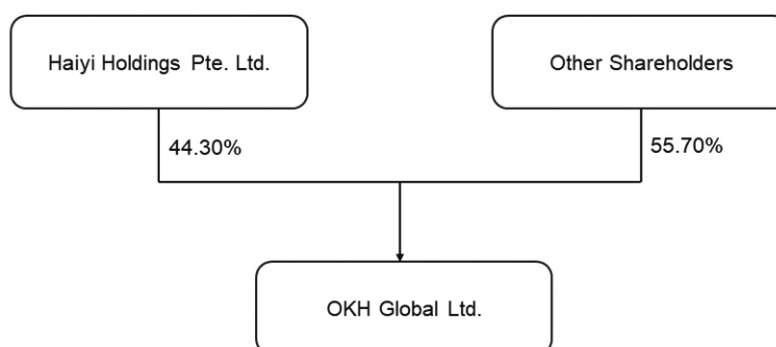 Haiyi Holdings Pte. Ltd.
Other Shareholders
44.30%
55.70%
OKH Global Ltd.